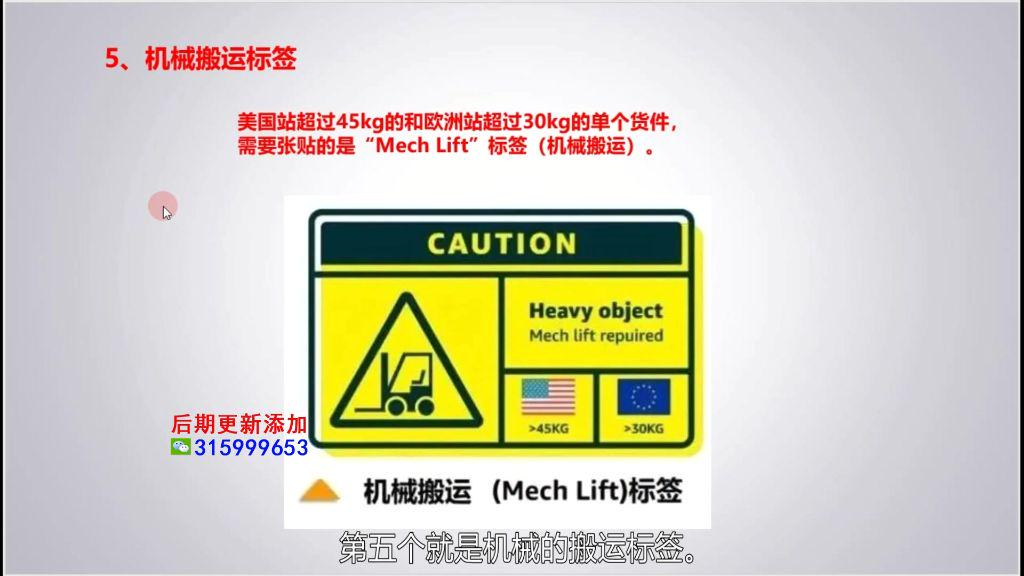 5、机械搬运标签
美国站超过45kg的和欧洲站超过30kg的单个货件，
需要张贴的是“Mech Lift”标签（机械搬运）。
CAUTION
Heavy object
Mech lift repuired
>45KG
>30KG
后期更新添加
315999653
机械搬运 (Mech Lift)标签
第五个就是机械的搬运标签。